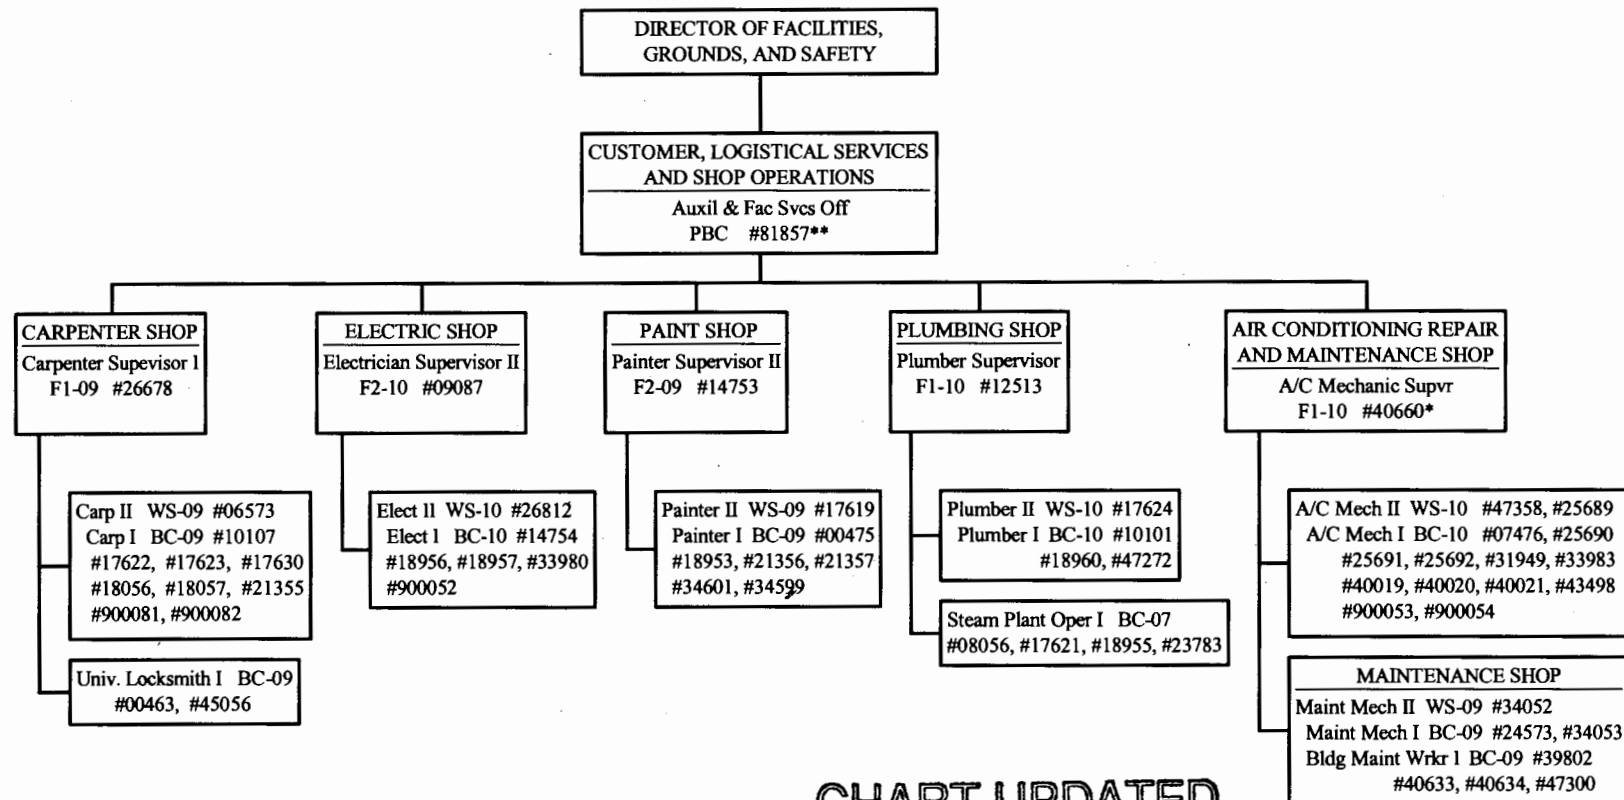 DIRECTOR OF FACILITIES,
GROUNDS, AND SAFETY
CUSTOMER, LOGISTICAL SERVICES
AND SHOP OPERATIONS
Auxil & Fac Svcs Off
PBC #81857**
CARPENTER SHOP
Carpenter Supevisor 1
F1-09 #26678
Carp II WS-09 #06573
Carp I BC-09 #10107
#17622, #17623, #17630
#18056, #18057, #21355
#900081, #900082
Univ. Locksmith I BC-09
#00463, #45056
ELECTRIC SHOP
Electrician Supervisor II
F2-10 #09087
Elect 11 WS-10 #26812
Elect 1 BC-10 #14754
#18956, #18957, #33980
#900052
PAINT SHOP
Painter Supervisor II
F2-09 #14753
Painter II WS-09 #17619
Painter I BC-09 #00475
#18953, #21356, #21357
#34601, #34599
PLUMBING SHOP
Plumber Supervisor
F1-10 #12513
Plumber II WS-10 #17624
Plumber I BC-10 #10101
#18960, #47272
Steam Plant Oper I BC-07
#08056, #17621, #18955, #23783
AIR CONDITIONING REPAIR
AND MAINTENANCE SHOP
A/C Mechanic Supvr
F1-10 #40660*
A/C Mech II WS-10 #47358, #25689
A/C Mech I BC-10 #07476, #25690
#25691, #25692, #31949, #33983
#40019, #40020, #40021, #43498
#900053, #900054
MAINTENANCE SHOP
Maint Mech II WS-09 #34052
Maint Mech I BC-09 #24573, #34053
Bldg Maint Wrkr 1 BC-09 #39802
#40633, #40634, #47300
CHART UPDATED